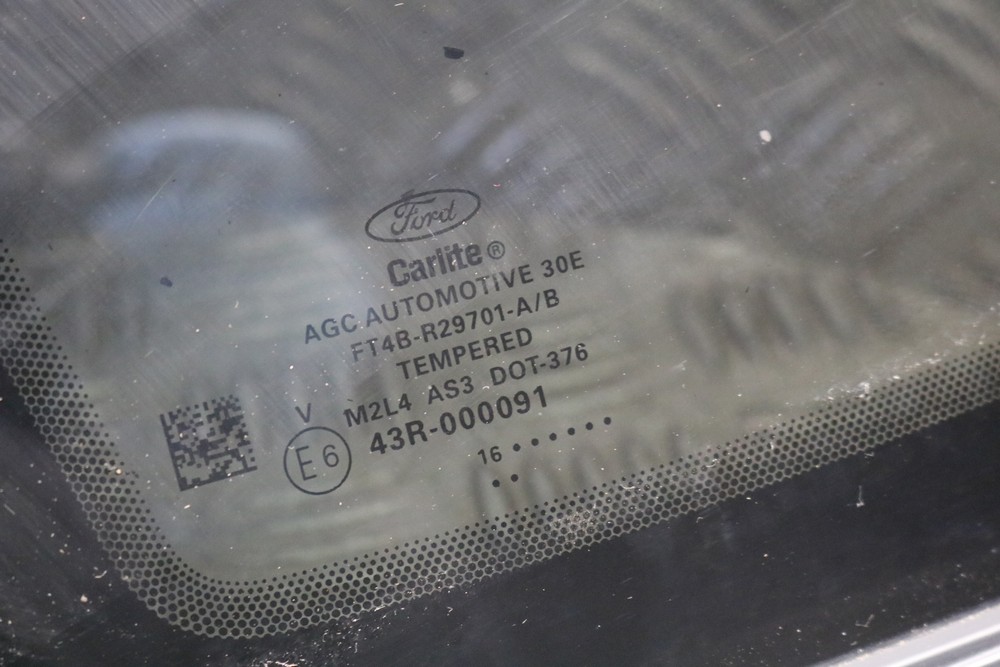 Ford
Carlite®
AGC AUTOMOTIVE 30E
FT4B-R29701-A/B
TEMPERED
V M2L4 AS3 DOT-376
E6 43R-000091
16 . . . . . . .
. .